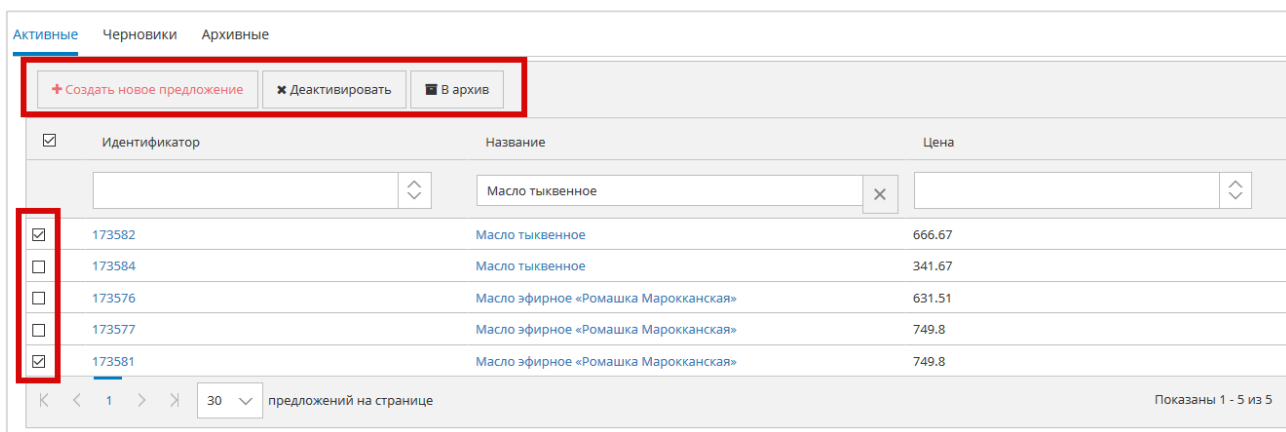 Активные Черновики Архивные
+ Создать новое предложение ✖ Деактивировать В архив
Идентификатор Название Цена
Масло тыквенное
173582 Масло тыквенное 666.67
173584 Масло тыквенное 341.67
173576 Масло эфирное «Ромашка Марокканская» 631.51
173577 Масло эфирное «Ромашка Марокканская» 749.8
173581 Масло эфирное «Ромашка Марокканская» 749.8
1 30 предложений на странице Показаны 1 - 5 из 5